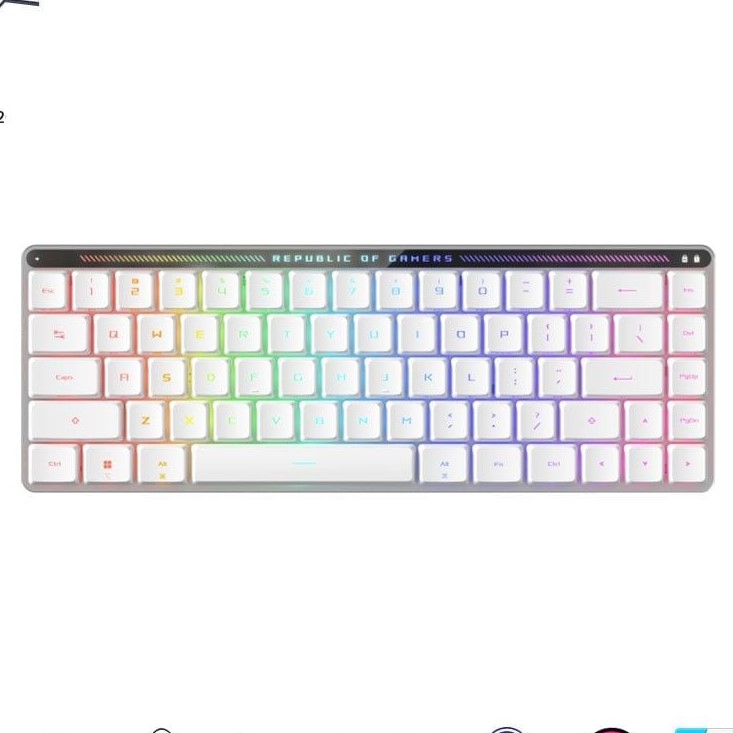 2
REPUBLIC OF GAMERS
Esc 1 2 3 4 5 6 7 8 9 0 - = ← Ins
Q W E R T Y U I O P [ ] \ Del
Caps A S D F G H J K L ; ' PgUp
Z X C V B N M , . / PgDn
Ctrl Alt Alt Fn Ctrl